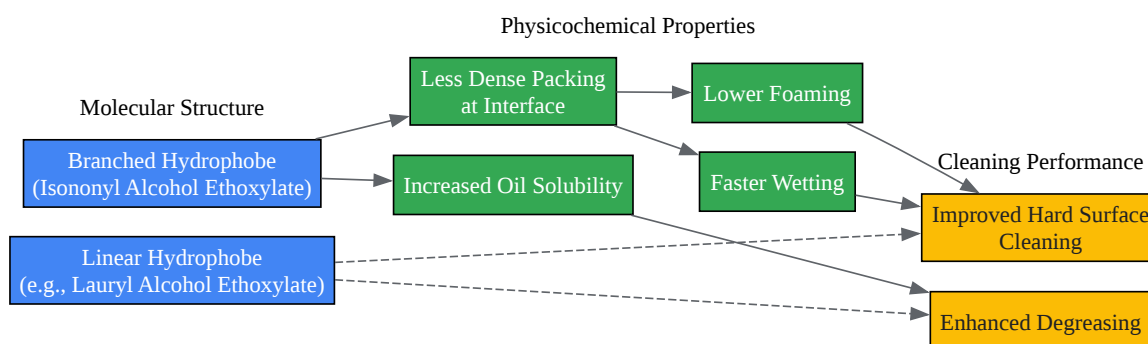 Physicochemical Properties
Molecular Structure
Less Dense Packing
at Interface
Lower Foaming
Branched Hydrophobe
(Isononyl Alcohol Ethoxylate)
Increased Oil Solubility
Faster Wetting
Cleaning Performance
Improved Hard Surface
Cleaning
Linear Hydrophobe
(e.g., Lauryl Alcohol Ethoxylate)
Enhanced Degreasing